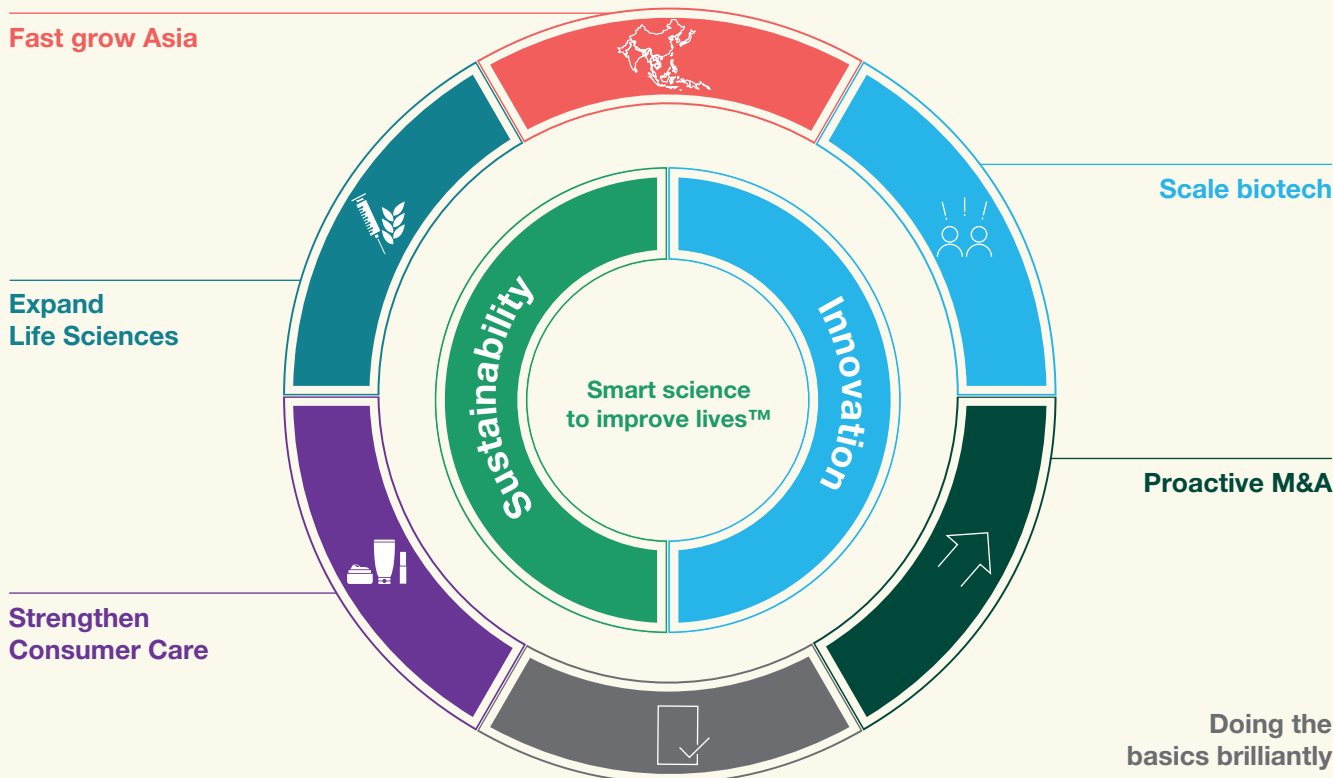 Fast grow Asia
Scale biotech
Expand
Life Sciences
Sustainability
Innovation
Smart science
to improve lives™
Proactive M&A
Strengthen
Consumer Care
Doing the
basics brilliantly